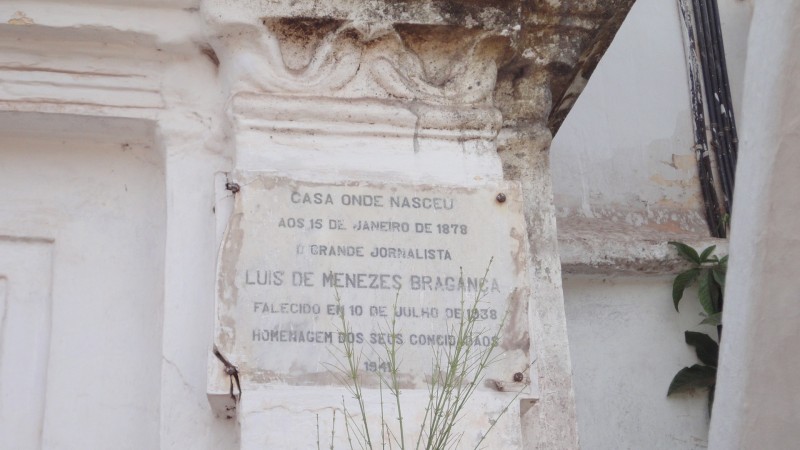 CASA ONDE NASCEU
AOS 15 DE JANEIRO DE 1878
O GRANDE JORNALISTA
LUIS DE MENEZES BRAGANÇA
FALECIDO EM 10 DE JULHO DE 1938
HOMENAGEM DOS SEUS CONCIDADÃOS
1941